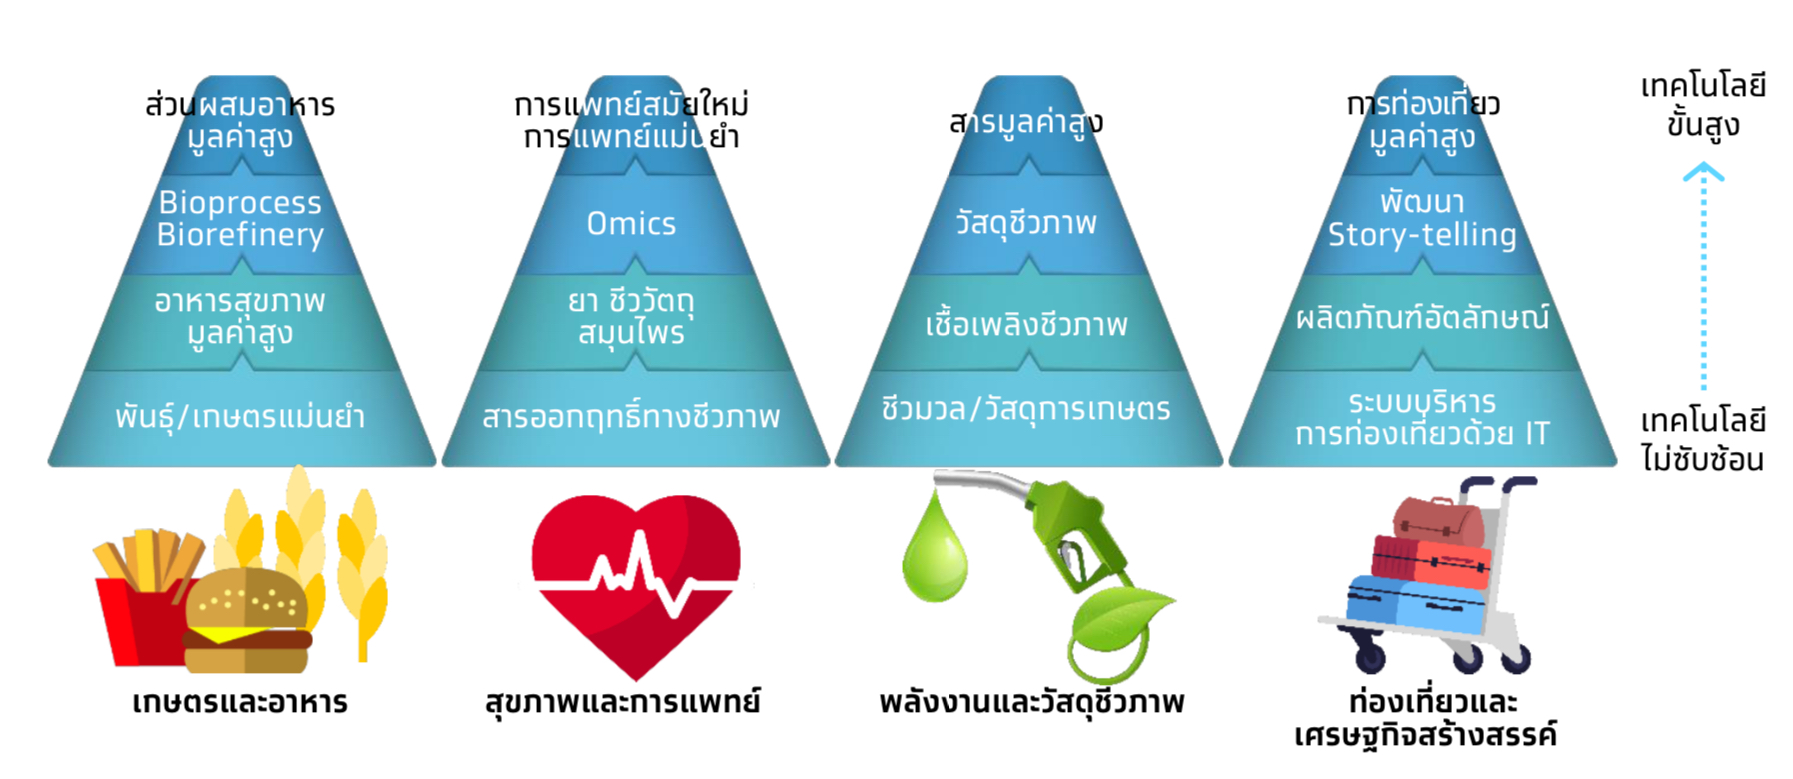 ส่วนผสมอาหาร
มูลค่าสูง
Bioprocess
Biorefinery
อาหารสุขภาพ
มูลค่าสูง
พันธุ์/เกษตรแม่นยำ
เกษตรและอาหาร
การแพทย์สมัยใหม่
การแพทย์แม่นยำ
Omics
ยา ชีววัตถุ
สมุนไพร
สารออกฤทธิ์ทางชีวภาพ
สุขภาพและการแพทย์
สารมูลค่าสูง
วัสดุชีวภาพ
เชื้อเพลิงชีวภาพ
ชีวมวล/วัสดุการเกษตร
พลังงานและวัสดุชีวภาพ
การท่องเที่ยว
มูลค่าสูง
พัฒนา
Story-telling
ผลิตภัณฑ์อัตลักษณ์
ระบบบริหาร
การท่องเที่ยวด้วย IT
ท่องเที่ยวและ
เศรษฐกิจสร้างสรรค์
เทคโนโลยี
ขั้นสูง
เทคโนโลยี
ไม่ซับซ้อน